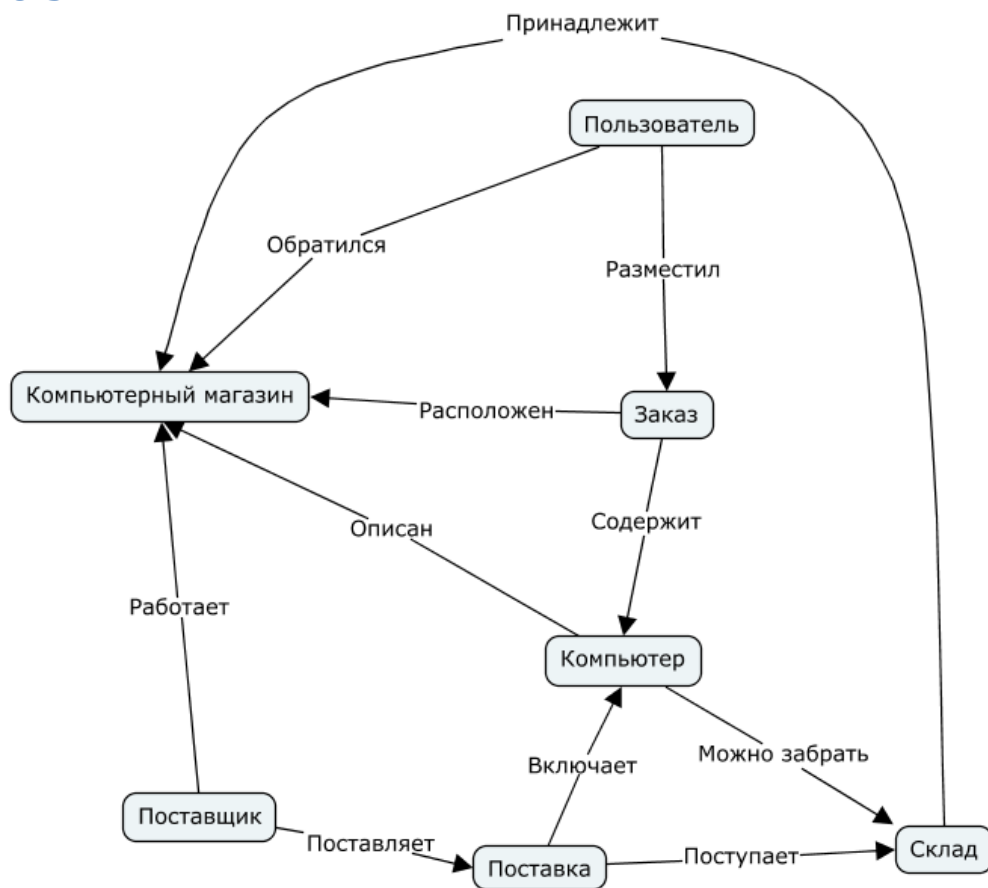 Принадлежит
Пользователь
Обратился
Разместил
Компьютерный магазин
Расположен
Заказ
Описан
Содержит
Работает
Компьютер
Можно забрать
Включает
Поставщик
Поставляет
Поставка
Поступает
Склад